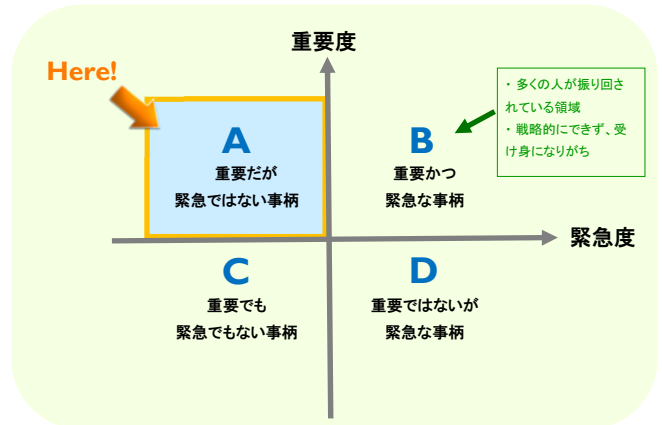 重要度
Here!
・ 多くの人が振り回さ
れている領域
・ 戦略的にできず、受
け身になりがち
A
重要だが
緊急ではない事柄
B
重要かつ
緊急な事柄
緊急度
C
重要でも
緊急でもない事柄
D
重要ではないが
緊急な事柄